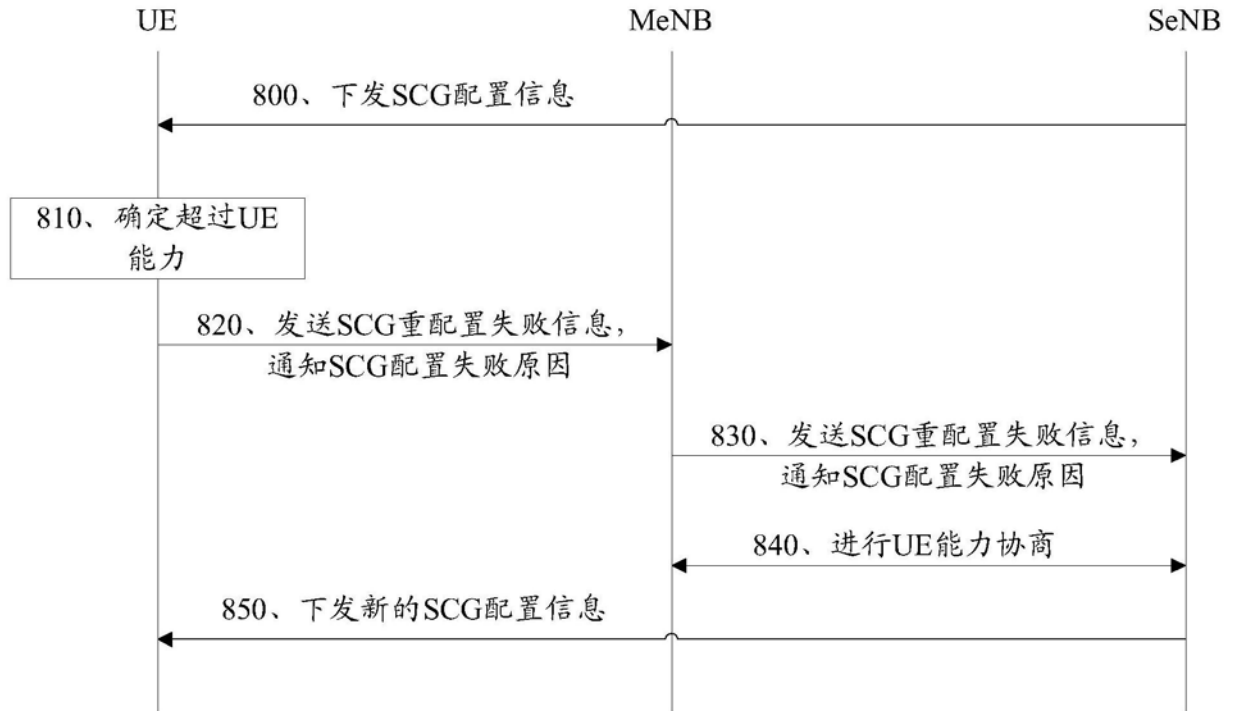 UE MeNB SeNB
800、下发SCG配置信息
810、确定超过UE
能力
820、发送SCG重配置失败信息，
通知SCG配置失败原因
830、发送SCG重配置失败信息，
通知SCG配置失败原因
840、进行UE能力协商
850、下发新的SCG配置信息